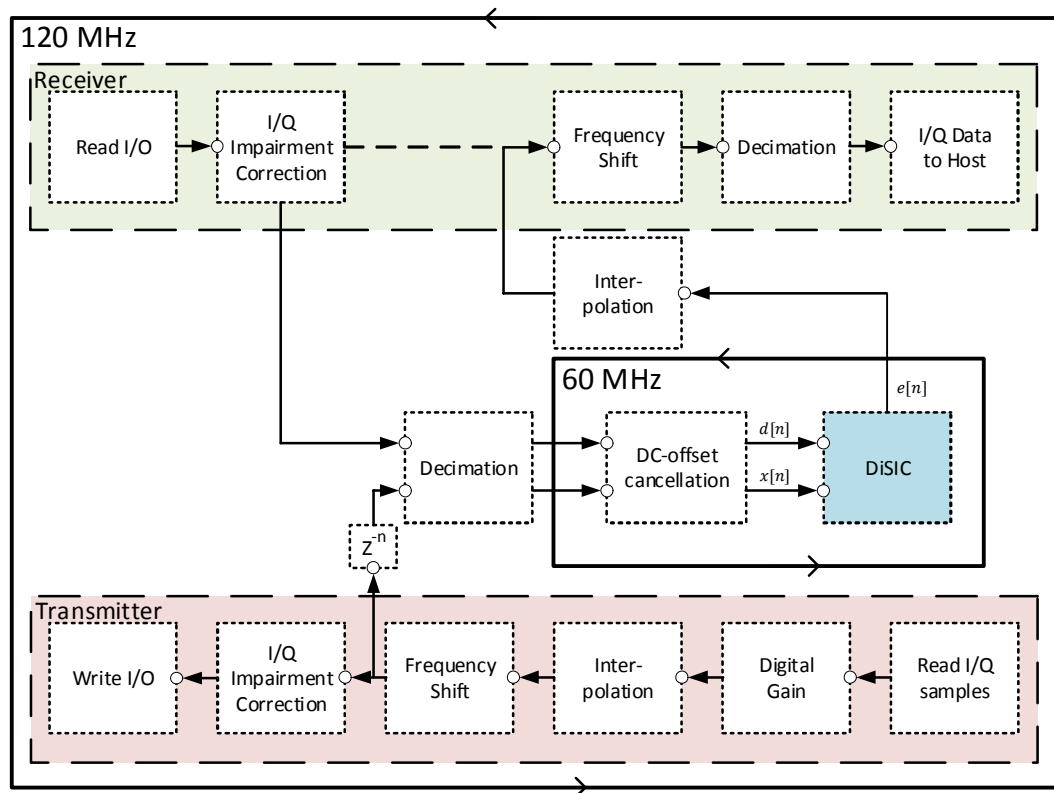 120 MHz
Receiver
Read I/O
I/Q
Impairment
Correction
Frequency
Shift
Decimation
I/Q Data
to Host
Inter-
polation
60 MHz
e[n]
Decimation
DC-offset
cancellation
d[n]
x[n]
DiSIC
Z⁻ⁿ
Transmitter
Write I/O
I/Q
Impairment
Correction
Frequency
Shift
Inter-
polation
Digital
Gain
Read I/Q
samples